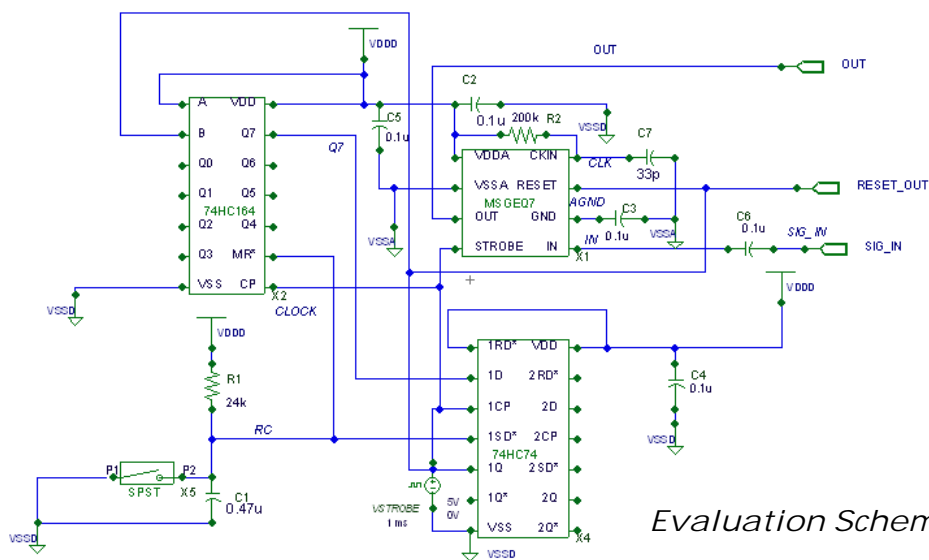 OUT
OUT
VDDD
C2
0.1u
VSSD
C5
0.1u
200k R2
C7
33p
CLK
A VDD
B Q7
Q0 Q6
Q1 Q5
74HC164
Q2 Q4
Q3 MR*
VSS CP
X2
Q7
VDDA CKIN
VSSA RESET
MSGEQ7
OUT GND
STROBE IN
X1
AGND
IN
C3
0.1u
VSSA
VSSA
RESET_OUT
C6
0.1u
SIG_IN
SIG_IN
VSSD
CLOCK
VDDD
VDDD
R1
24k
RC
1RD* VDD
1D 2RD*
1CP 2D
1SD* 2CP
74HC74
1Q 2SD*
1Q* 2Q
VSS 2Q*
X4
C4
0.1u
VSSD
P1 P2
SPST X5
C1
0.47u
VSSD
VSTROBE
1 ms
5V
0V
VSSD
Evaluation Schem